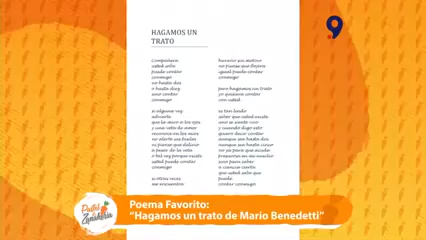 HAGAMOS UN
TRATO
Compañera
usted sabe
puede contar
conmigo
no hasta dos
o hasta diez
sino contar
conmigo
si alguna vez
advierte
que la miro a los ojos
y una veta de amor
reconoce en los míos
no alerte sus fusiles
ni piense qué delirio
a pesar de la veta
o tal vez porque existe
usted puede contar
conmigo
si otras veces
me encuentra
huraño sin motivo
no piense qué flojera
igual puede contar
conmigo
pero hagamos un trato
yo quisiera contar
con usted
es tan lindo
saber que usted existe
uno se siente vivo
y cuando digo esto
quiero decir contar
aunque sea hasta dos
aunque sea hasta cinco
no ya para que acuda
presurosa en mi auxilio
sino para saber
a ciencia cierta
que usted sabe que
puede
contar conmigo
9
Pastel
Zanahoria
Poema Favorito:
“Hagamos un trato de Mario Benedetti”